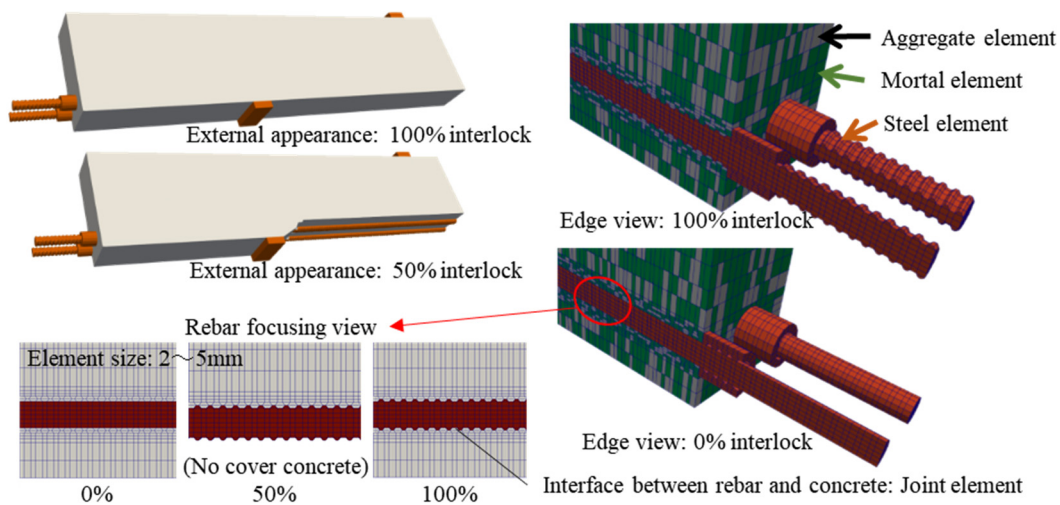 External appearance: 100% interlock
External appearance: 50% interlock
Aggregate element
Mortal element
Steel element
Edge view: 100% interlock
Rebar focusing view
Element size: 2~5mm
(No cover concrete)
0%
50%
100%
Edge view: 0% interlock
Interface between rebar and concrete: Joint element